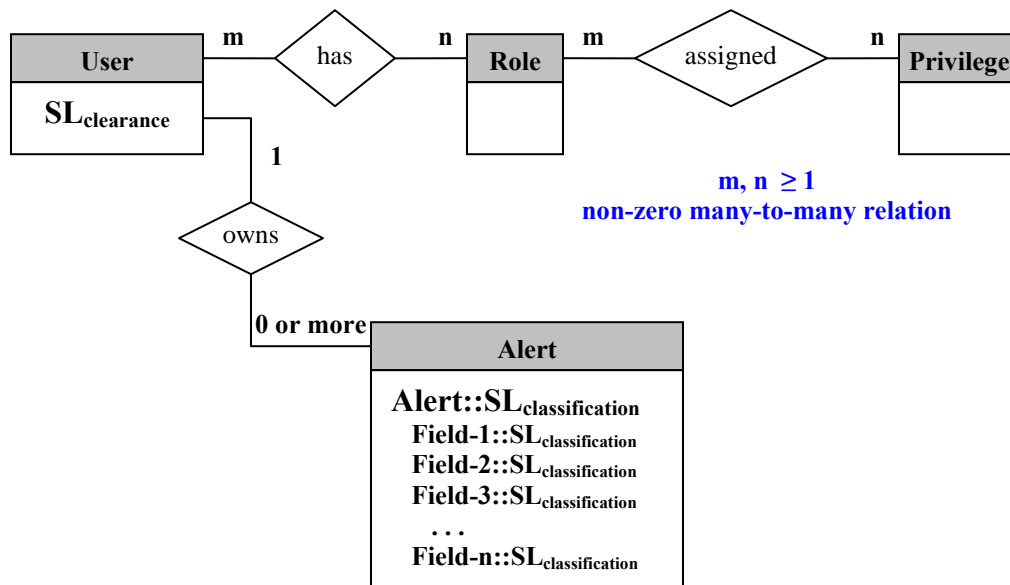 m has n m assigned n
User Role Privilege
SLclearance
1
m, n ≥ 1
non-zero many-to-many relation
owns
0 or more
Alert
Alert::SLclassification
Field-1::SLclassification
Field-2::SLclassification
Field-3::SLclassification
. . .
Field-n::SLclassification